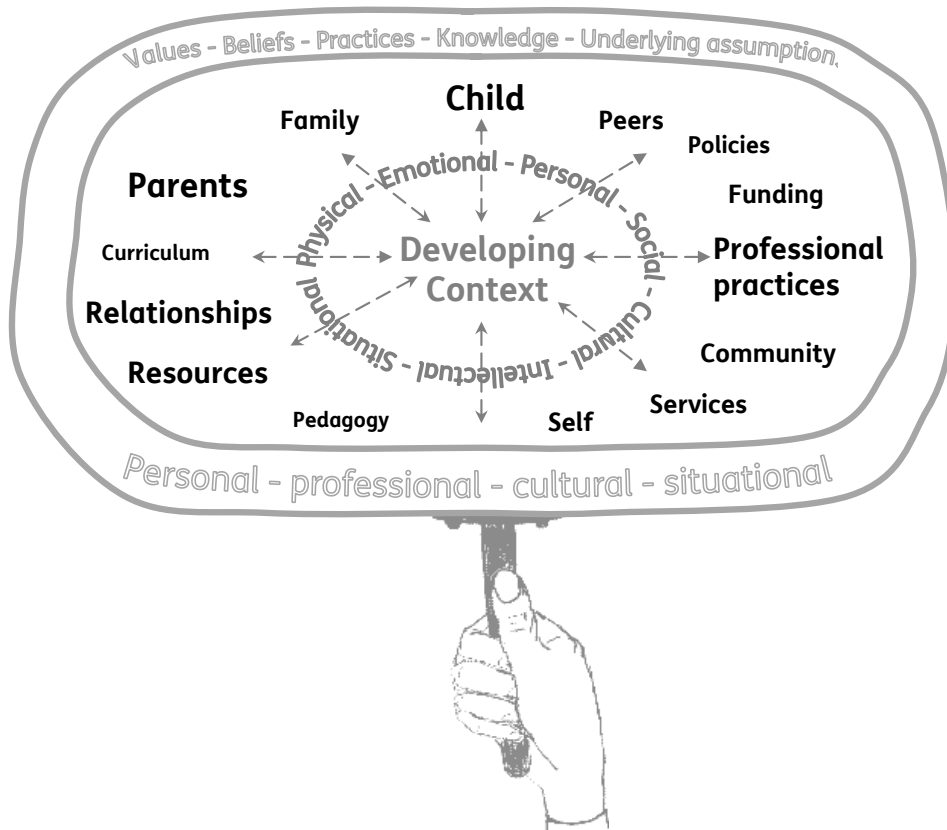 Values - Beliefs - Practices - Knowledge - Underlying assumption.
Child
Family
Peers
Policies
Parents
Funding
Physical - Emotional - Personal - Social - Cultural - Intellectual - Situational
Curriculum
Developing
Context
Professional
practices
Relationships
Community
Resources
Services
Pedagogy
Self
Personal - professional - cultural - situational